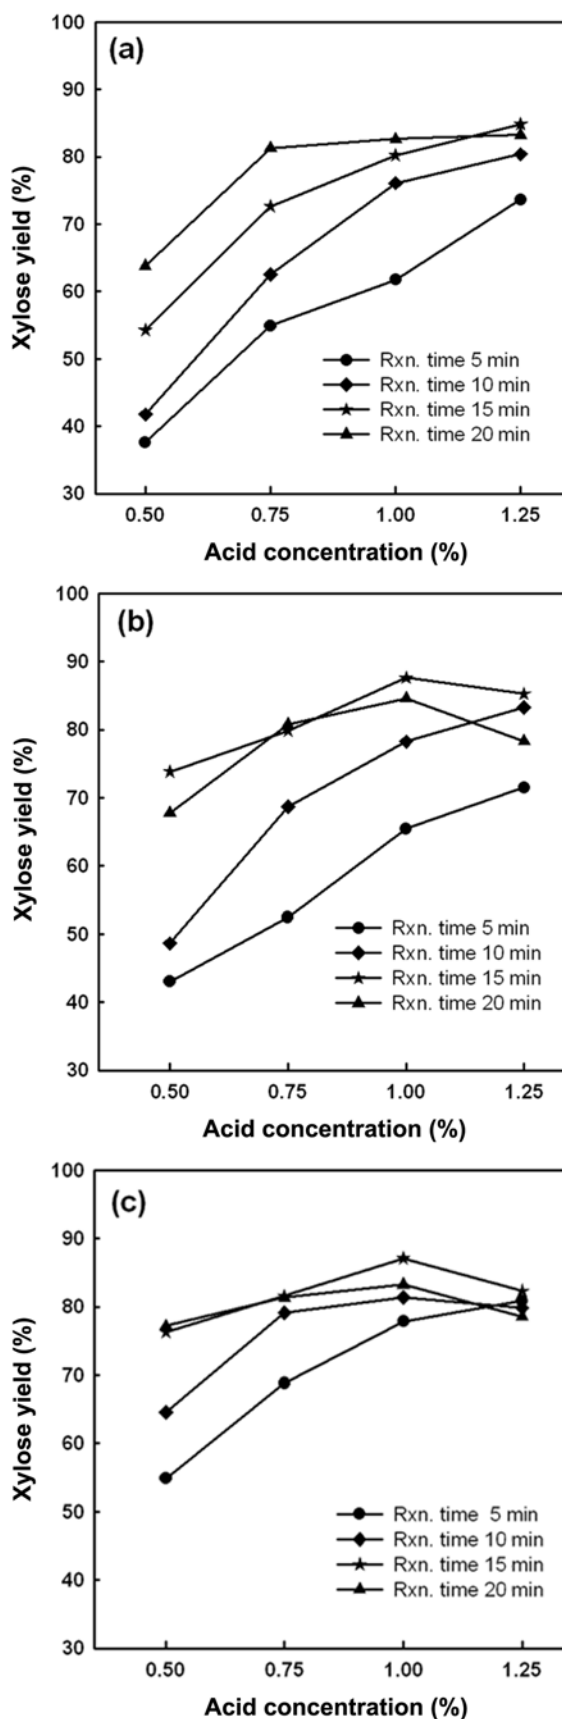 (a)
Xylose yield (%)
100
90
80
70
60
50
40
30
Rxn. time 5 min
Rxn. time 10 min
Rxn. time 15 min
Rxn. time 20 min
0.50 0.75 1.00 1.25
Acid concentration (%)
(b)
Xylose yield (%)
100
90
80
70
60
50
40
30
Rxn. time 5 min
Rxn. time 10 min
Rxn. time 15 min
Rxn. time 20 min
0.50 0.75 1.00 1.25
Acid concentration (%)
(c)
Xylose yield (%)
100
90
80
70
60
50
40
30
Rxn. time 5 min
Rxn. time 10 min
Rxn. time 15 min
Rxn. time 20 min
0.50 0.75 1.00 1.25
Acid concentration (%)